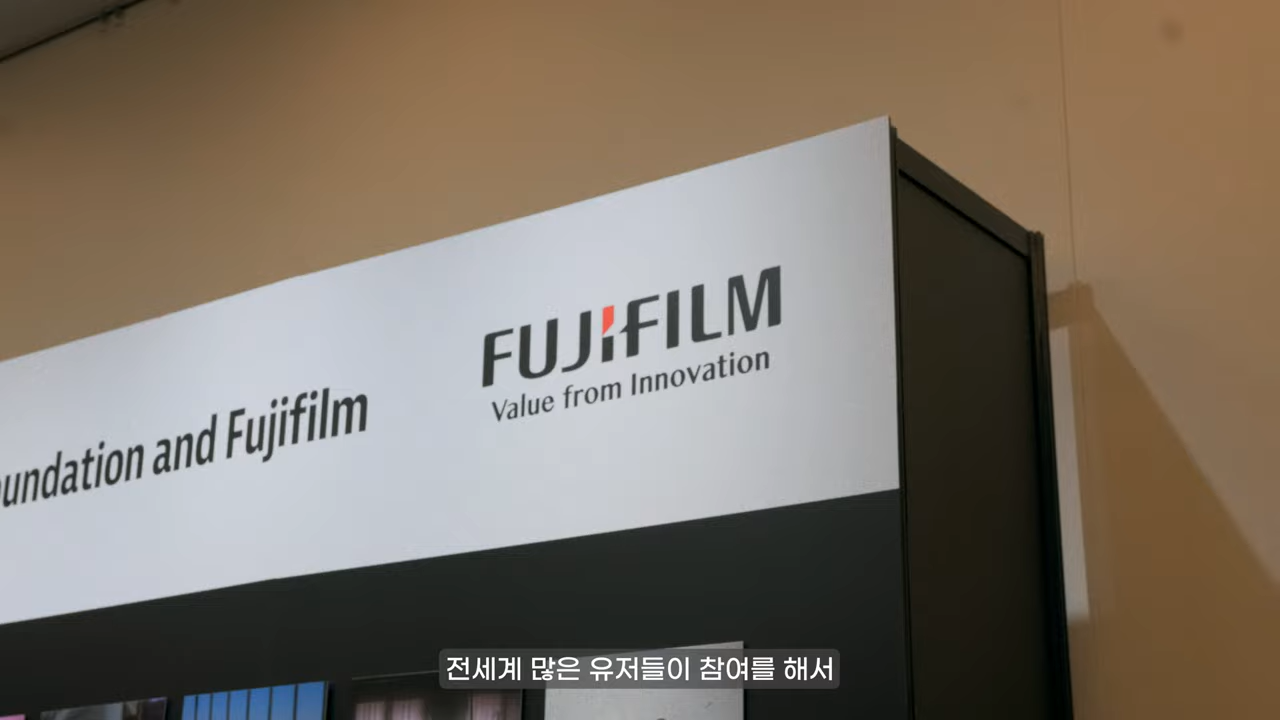 and Fujifilm
FUJIFILM
Value from Innovation
전세계 많은 유저들이 참여를 해서